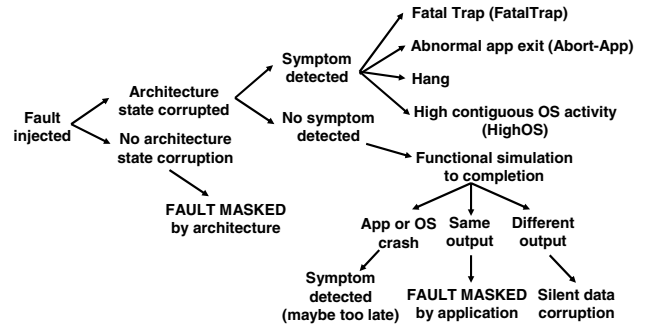 Fatal Trap (FatalTrap)
Abnormal app exit (Abort-App)
Symptom
detected
Hang
Architecture
state corrupted
High contiguous OS activity
(HighOS)
Fault
injected
No symptom
detected
No architecture
state corruption
Functional simulation
to completion
FAULT MASKED
by architecture
App or OS
crash
Same
output
Different
output
Symptom
detected
(maybe too late)
FAULT MASKED
by application
Silent data
corruption